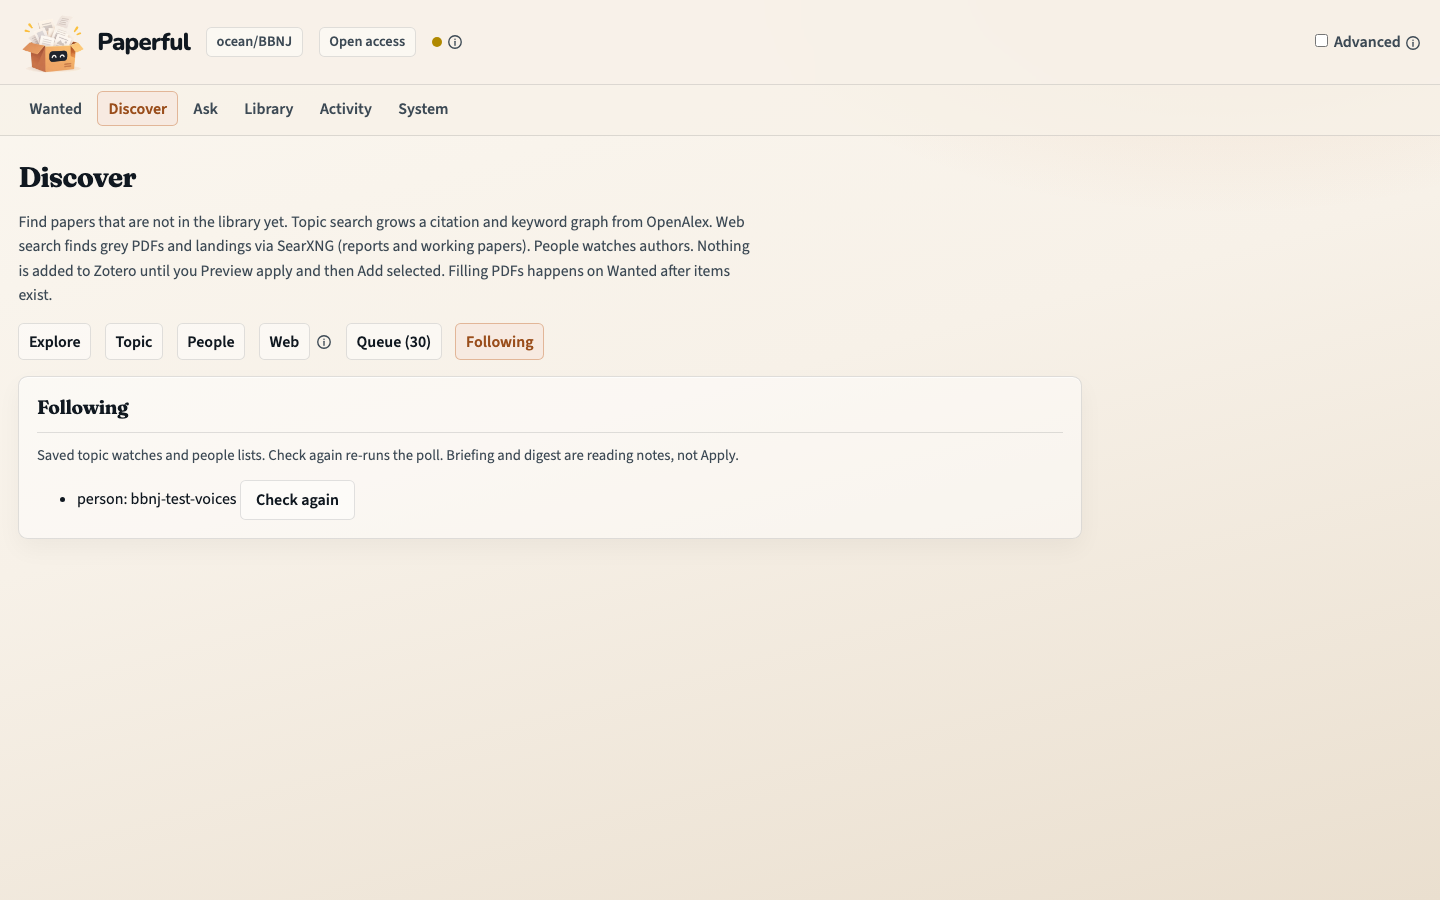 Paperful
ocean/BBNJ
Open access
Advanced
Wanted
Discover
Ask
Library
Activity
System
Discover
Find papers that are not in the library yet. Topic search grows a citation and keyword graph from OpenAlex. Web
search finds grey PDFs and landings via SearXNG (reports and working papers). People watches authors. Nothing
is added to Zotero until you Preview apply and then Add selected. Filling PDFs happens on Wanted after items
exist.
Explore
Topic
People
Web
Queue (30)
Following
Following
Saved topic watches and people lists. Check again re-runs the poll. Briefing and digest are reading notes, not Apply.
• person: bbnj-test-voices
Check again